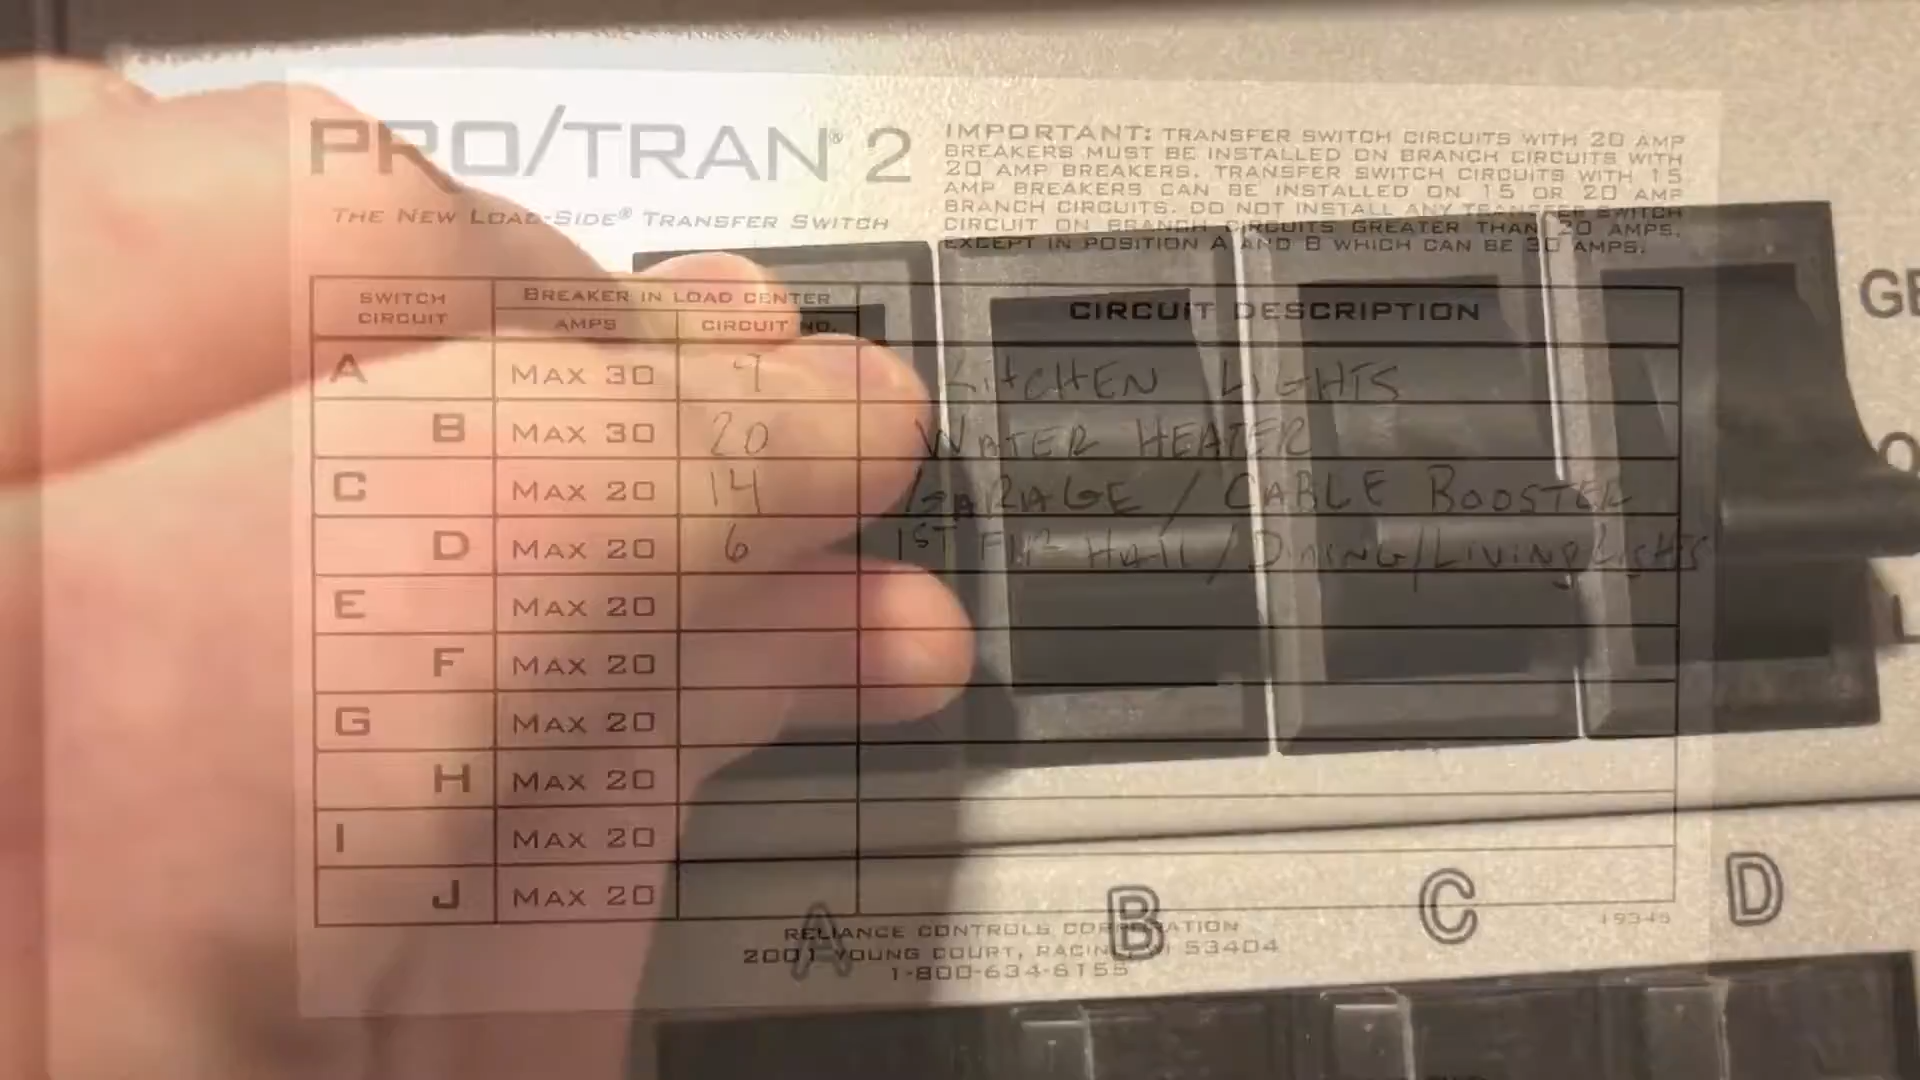 PRO/TRAN® 2
THE NEW LOAD-SIDE® TRANSFER SWITCH
IMPORTANT: TRANSFER SWITCH CIRCUITS WITH 20 AMP
BREAKERS MUST BE INSTALLED ON BRANCH CIRCUITS WITH
20 AMP BREAKERS. TRANSFER SWITCH CIRCUITS WITH 15
AMP BREAKERS CAN BE INSTALLED ON 15 OR 20 AMP
BRANCH CIRCUITS. DO NOT INSTALL ANY TRANSFER SWITCH
CIRCUIT ON BRANCH CIRCUITS GREATER THAN 20 AMPS,
EXCEPT IN POSITION A AND B WHICH CAN BE 30 AMPS.
SWITCH CIRCUIT BREAKER IN LOAD CENTER CIRCUIT DESCRIPTION
AMPS CIRCUIT NO.
A MAX 30 9 KITCHEN LIGHTS
B MAX 30 20 WATER HEATER
C MAX 20 14 GARAGE / CABLE BOOSTER
D MAX 20 6 1ST HALL / DINING/LIVING LIGHTS
E MAX 20
F MAX 20
G MAX 20
H MAX 20
I MAX 20
J MAX 20
RELIANCE CONTROLS CORPORATION
2001 YOUNG COURT, RACINE, WI 53404
1-800-634-6155
A B C D